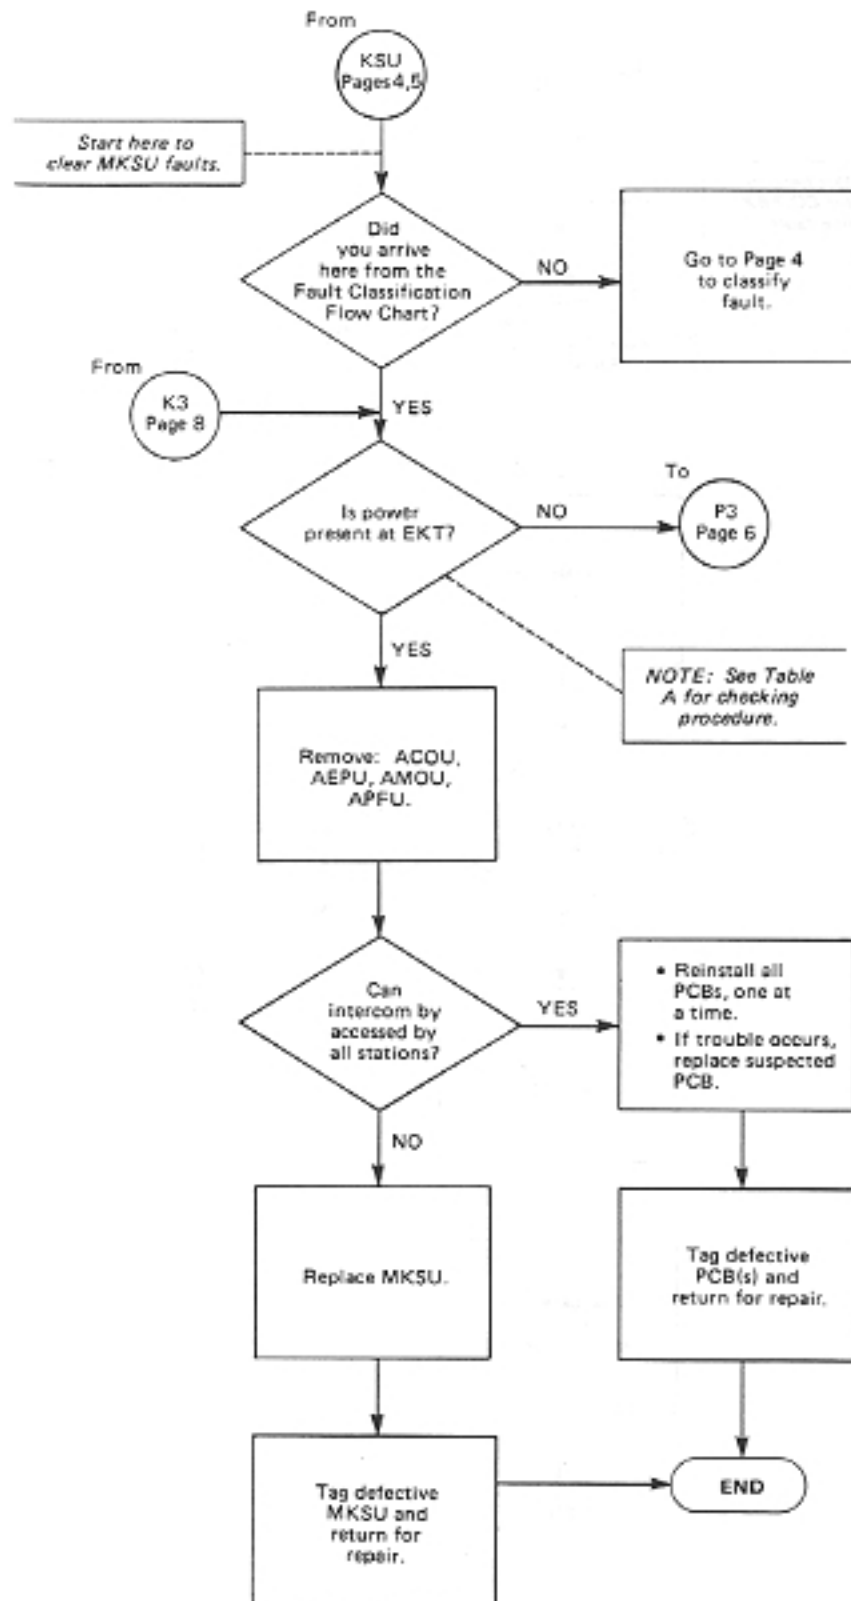 From
KSU
Pages 4,5
Start here to
clear MKSU faults.
Did
you arrive
here from the
Fault Classification
Flow Chart?
NO
Go to Page 4
to classify
fault.
From
K3
Page 8
YES
Is power
present at EKT?
NO
To
P3
Page 6
YES
NOTE: See Table
A for checking
procedure.
Remove: ACOU,
AEPU, AMOU,
APFU.
Can
intercom by
accessed by
all stations?
YES
• Reinstall all
PCBs, one at
a time.
• If trouble occurs,
replace suspected
PCB.
NO
Replace MKSU.
Tag defective
PCB(s) and
return for repair.
Tag defective
MKSU and
return for
repair.
END